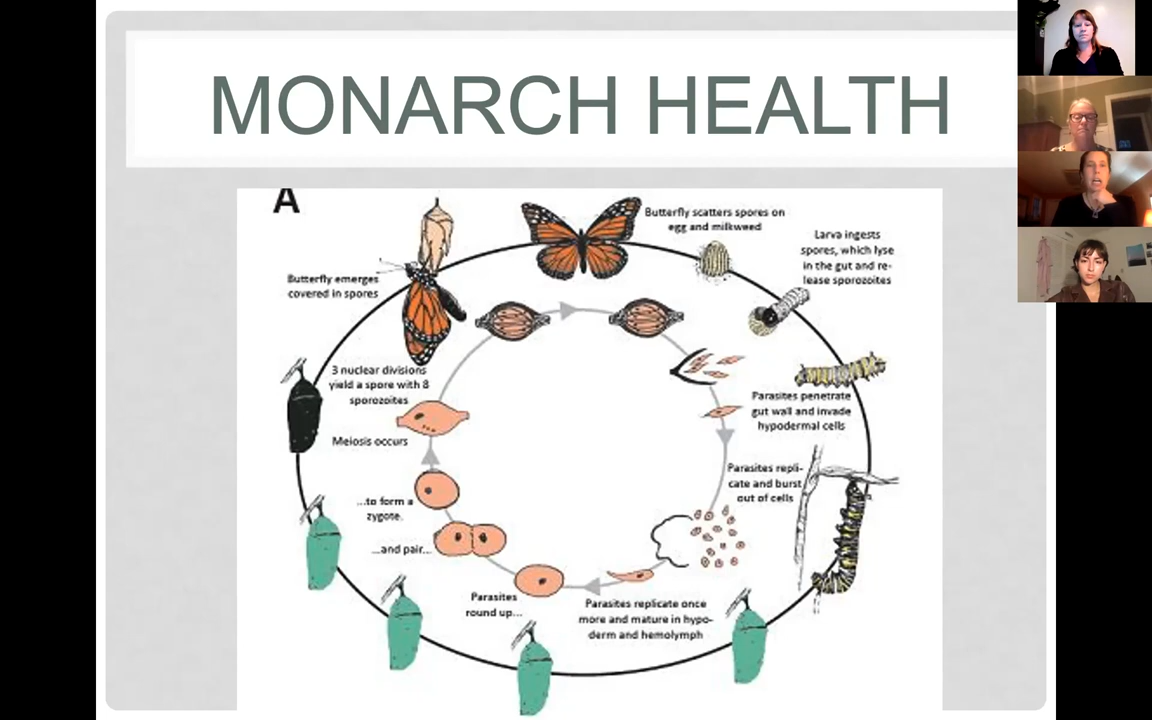 MONARCH HEALTH
A
Butterfly scatters spores on
egg and milkweed
Larva ingests
spores, which lyse
in the gut and re-
lease sporozoites
Butterfly emerges
covered in spores
3 nuclear divisions
yield a spore with 8
sporozoites
Parasites penetrate
gut wall and invade
hypodermal cells
Meiosis occurs
Parasites repli-
cate and burst
out of cells
...to form a
zygote.
...and pair...
Parasites
round up...
Parasites replicate once
more and mature in hypo-
derm and hemolymph